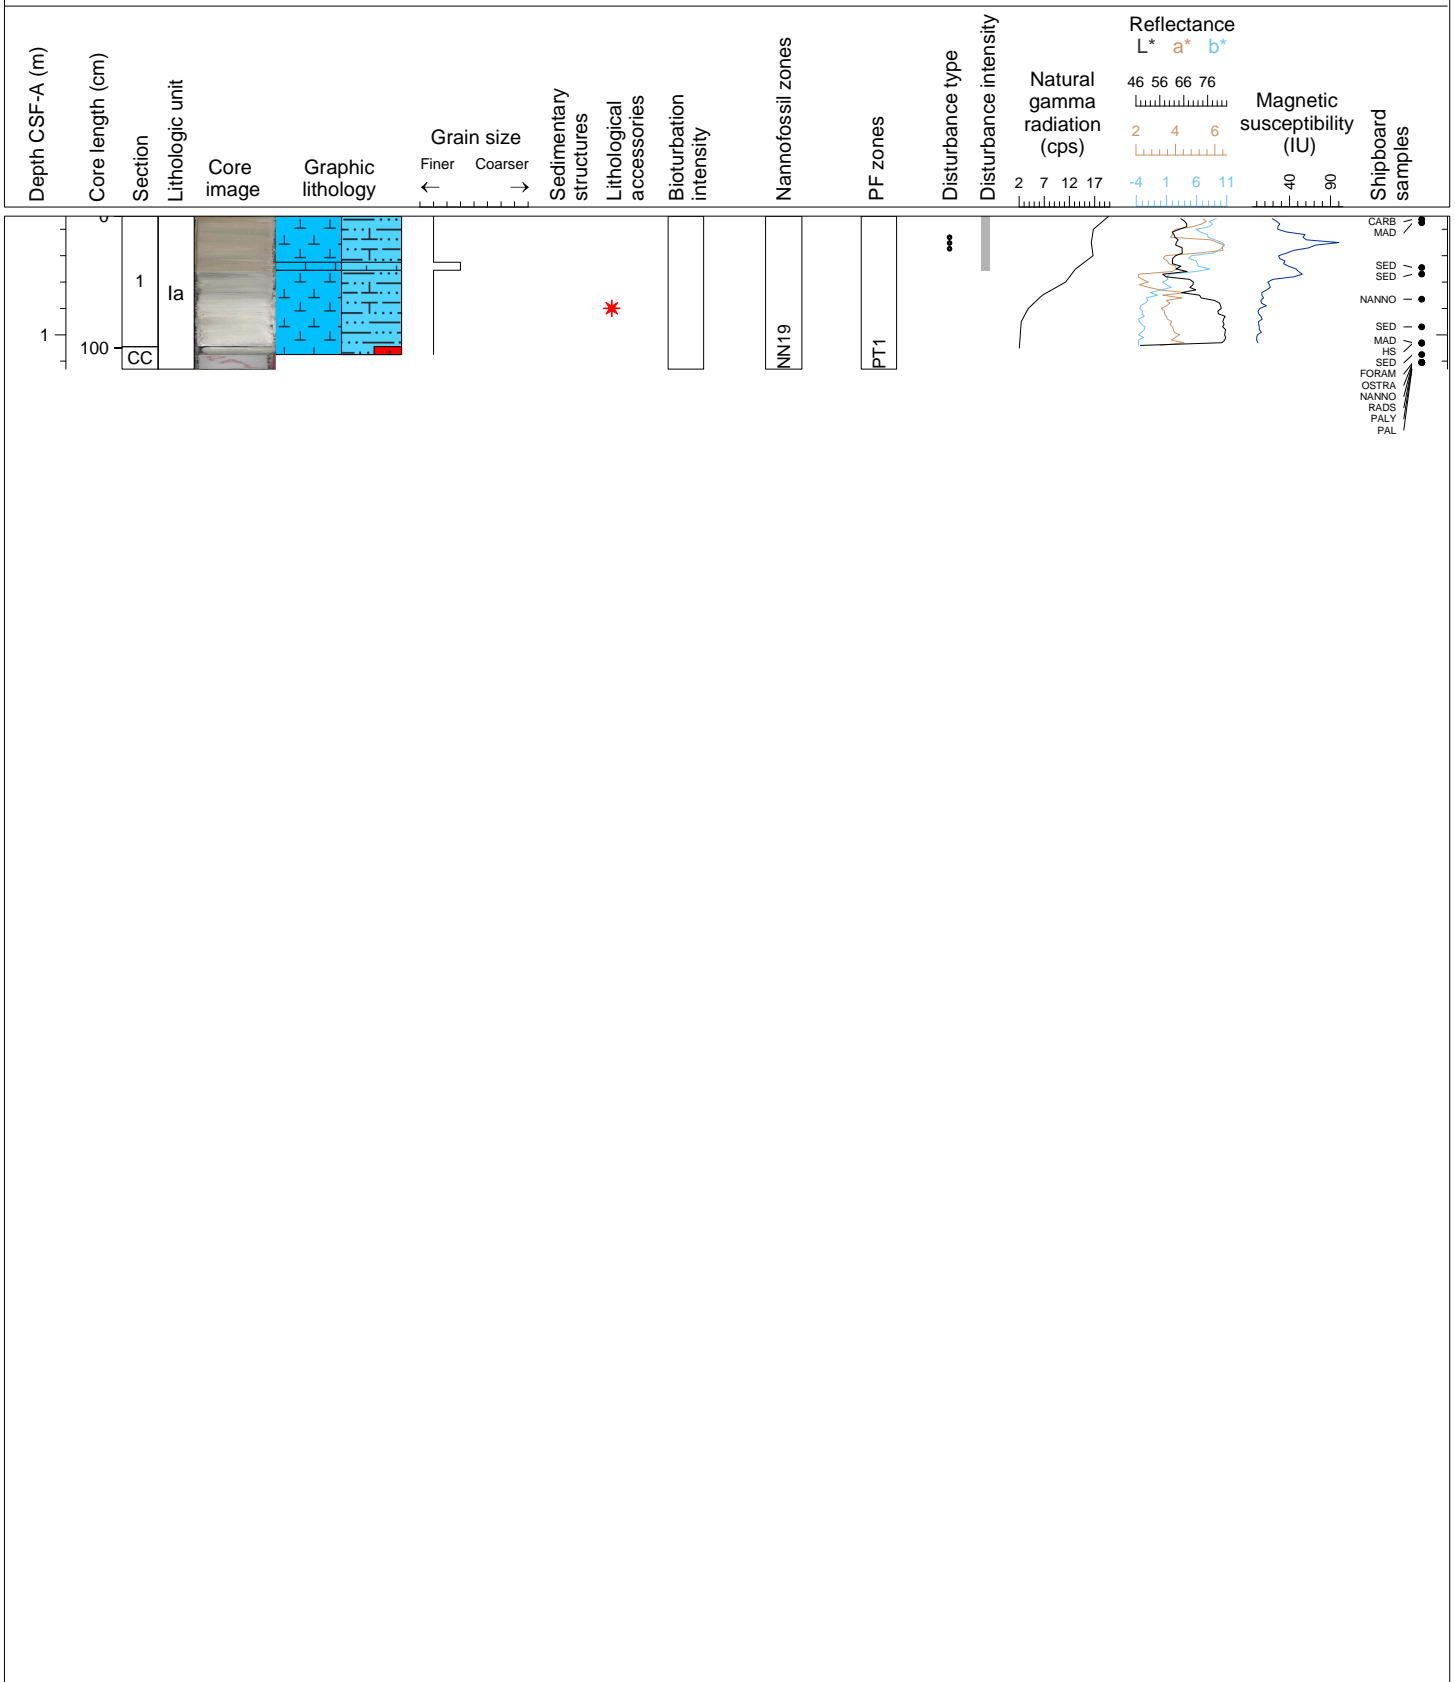 Depth CSF-A (m)
Core length (cm)
Section
Lithologic unit
Core
image
Graphic
lithology
Grain size
Finer Coarser
← →
Sedimentary
structures
Lithological
accessories
Bioturbation
intensity
Nannofossil zones
PF zones
Disturbance type
Disturbance intensity
Natural
gamma
radiation
(cps)
2 7 12 17
Reflectance
L* a* b*
46 56 66 76
2 4 6
-4 1 6 11
Magnetic
susceptibility
(IU)
40 90
Shipboard
samples
0
1
100
1
CC
Ia
NN19
PT1
CARB
MAD
SED
SED
NANNO
SED
MAD
HS
SED
FORAM
OSTRA
NANNO
RADS
PALY
PAL